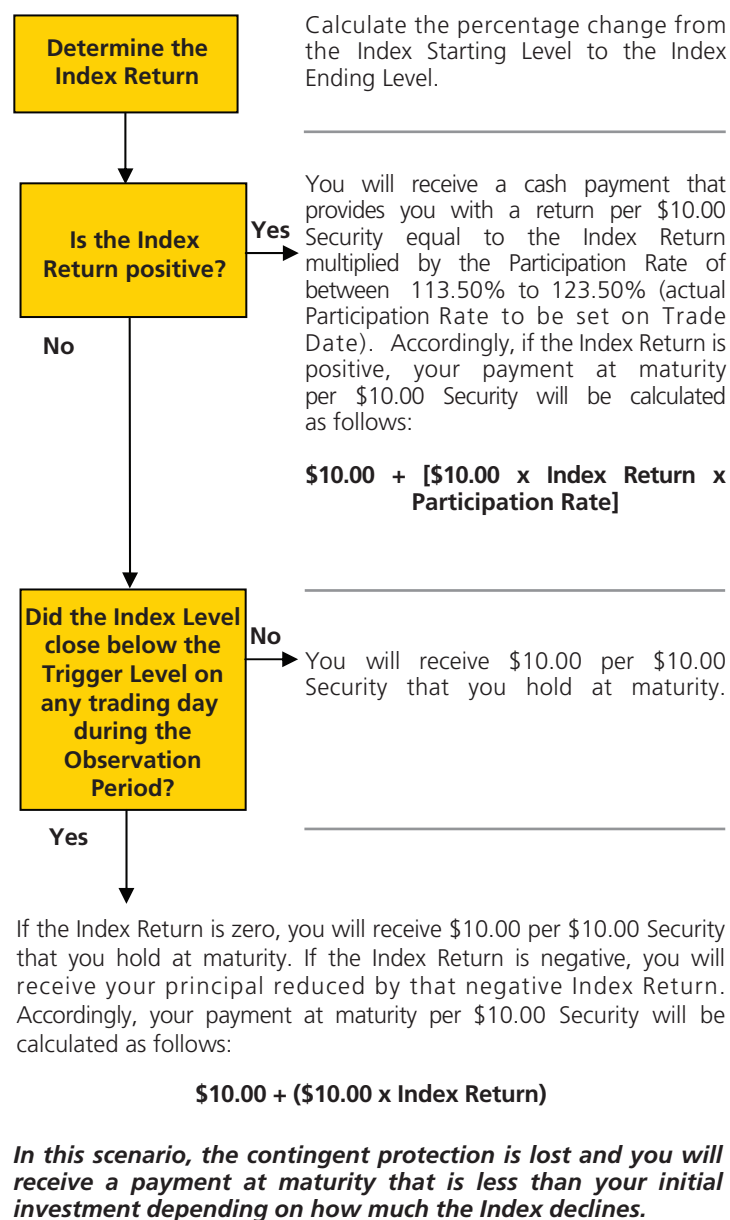 Determine the
Index Return
Calculate the percentage change from
the Index Starting Level to the Index
Ending Level.
Is the Index
Return positive?
Yes
You will receive a cash payment that
provides you with a return per $10.00
Security equal to the Index Return
multiplied by the Participation Rate of
between 113.50% to 123.50% (actual
Participation Rate to be set on Trade
Date). Accordingly, if the Index Return is
positive, your payment at maturity
per $10.00 Security will be calculated
as follows:
$10.00 + [$10.00 x Index Return x
Participation Rate]
No
Did the Index Level
close below the
Trigger Level on
any trading day
during the
Observation
Period?
No
You will receive $10.00 per $10.00
Security that you hold at maturity.
Yes
If the Index Return is zero, you will receive $10.00 per $10.00 Security
that you hold at maturity. If the Index Return is negative, you will
receive your principal reduced by that negative Index Return.
Accordingly, your payment at maturity per $10.00 Security will be
calculated as follows:
$10.00 + ($10.00 x Index Return)
In this scenario, the contingent protection is lost and you will
receive a payment at maturity that is less than your initial
investment depending on how much the Index declines.